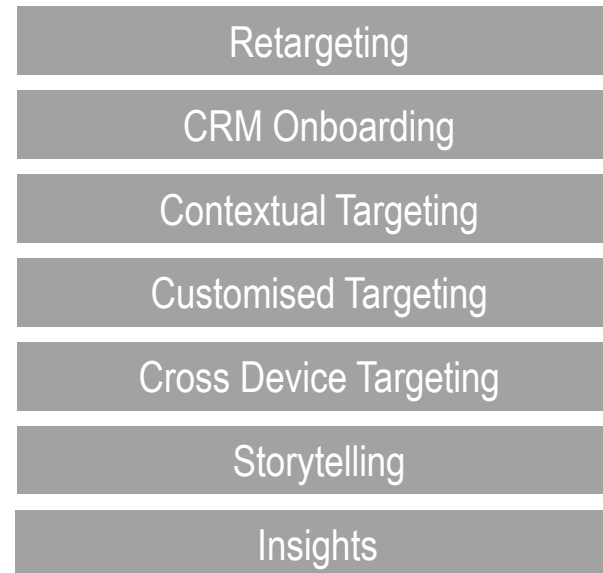 Retargeting
CRM Onboarding
Contextual Targeting
Customised Targeting
Cross Device Targeting
Storytelling
Insights